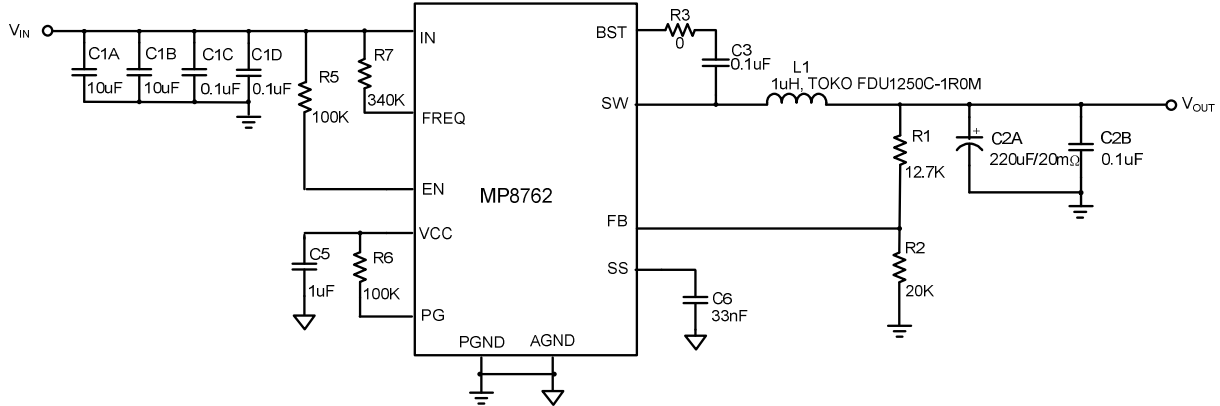 VIN
C1A
10uF
C1B
10uF
C1C
0.1uF
C1D
0.1uF
R5
100K
R7
340K
IN
FREQ
EN
VCC
PG
C5
1uF
R6
100K
MP8762
PGND
AGND
BST
SW
FB
SS
R3
0
C3
0.1uF
L1
1uH, TOKO FDU1250C-1R0M
R1
12.7K
R2
20K
C6
33nF
+
C2A
220uF/20mΩ
C2B
0.1uF
VOUT